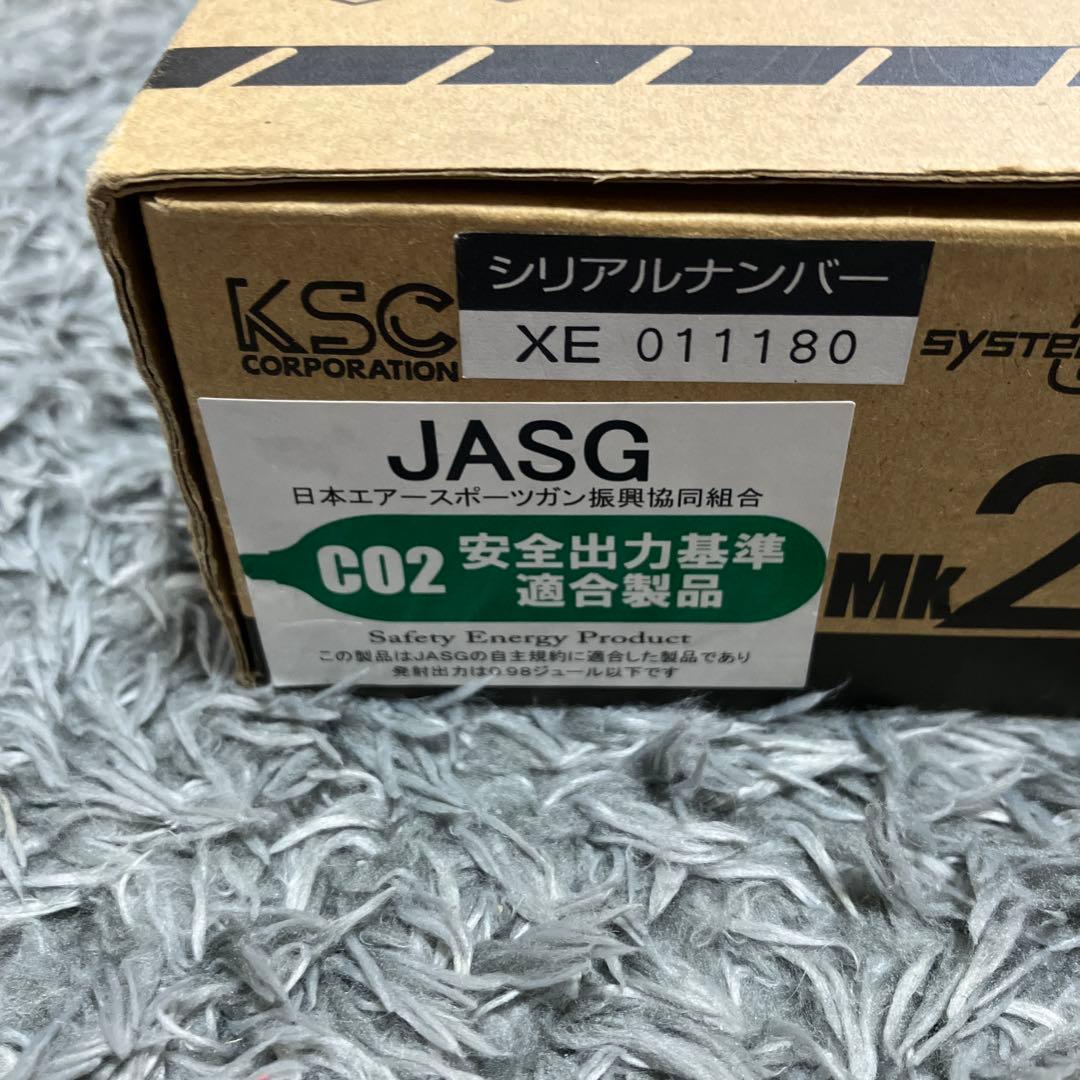 KSC
CORPORATION
シリアルナンバー
XE 011180
JASG
日本エアースポーツガン振興協同組合
CO2 安全出力基準
適合製品
Safety Energy Product
この製品はJASGの自主規約に適合した製品であり
発射出力は0.98ジュール以下です
Mk2